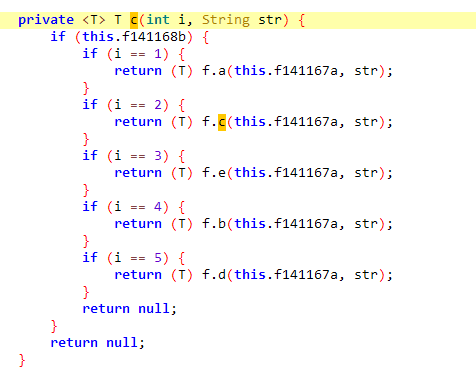 private <T> T c(int i, String str) {
    if (this.f141168b) {
        if (i == 1) {
            return (T) f.a(this.f141167a, str);
        }
        if (i == 2) {
            return (T) f.c(this.f141167a, str);
        }
        if (i == 3) {
            return (T) f.e(this.f141167a, str);
        }
        if (i == 4) {
            return (T) f.b(this.f141167a, str);
        }
        if (i == 5) {
            return (T) f.d(this.f141167a, str);
        }
        return null;
    }
    return null;
}